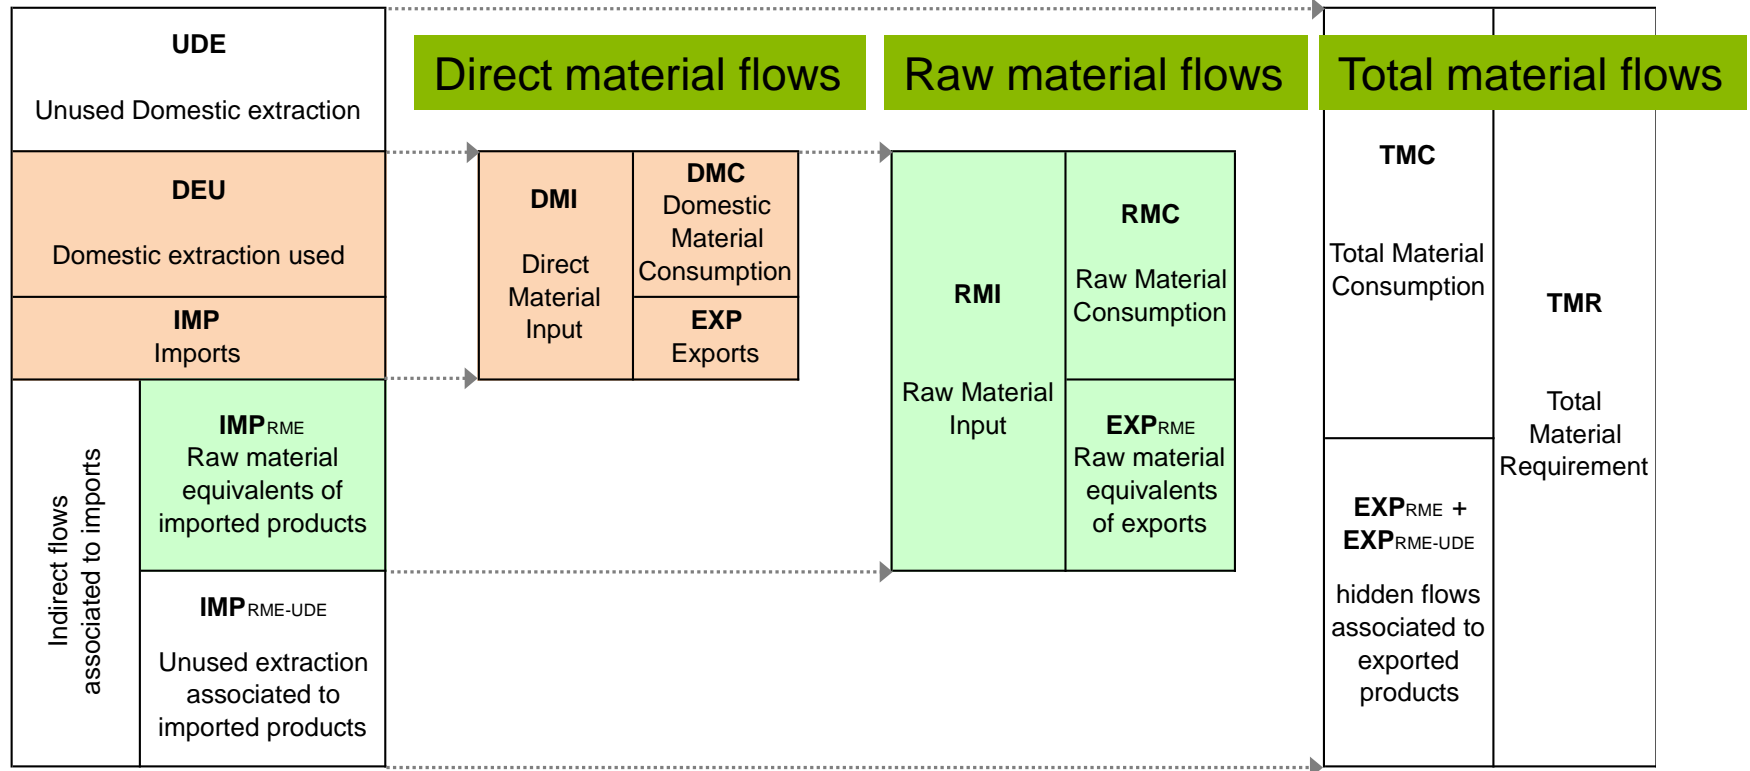 UDE
Unused Domestic extraction
DEU
Domestic extraction used
IMP
Imports
Indirect flows
associated to imports
IMPRME
Raw material
equivalents of
imported products
IMPRME-UDE
Unused extraction
associated to
imported products
Direct material flows
DMI
Direct
Material
Input
DMC
Domestic
Material
Consumption
EXP
Exports
Raw material flows
RMI
Raw Material
Input
RMC
Raw Material
Consumption
EXPRME
Raw material
equivalents
of exports
Total material flows
TMC
Total Material
Consumption
EXPRME +
EXPRME-UDE
hidden flows
associated to
exported
products
TMR
Total
Material
Requirement